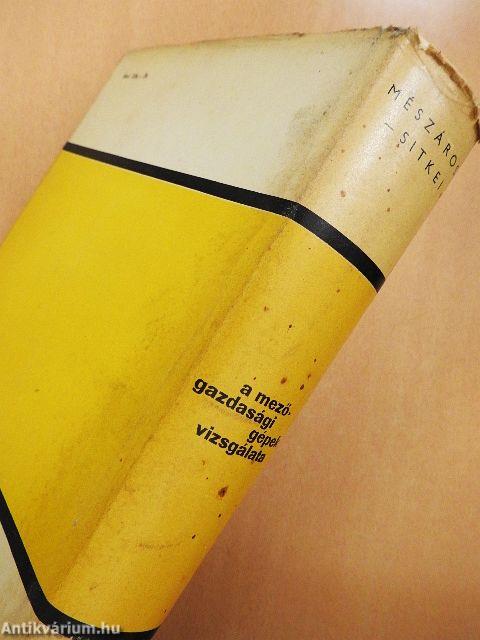 MÉSZÁROS
– SITKEI
a mező-
gazdasági
gépek
vizsgálata
Antikvárium.hu